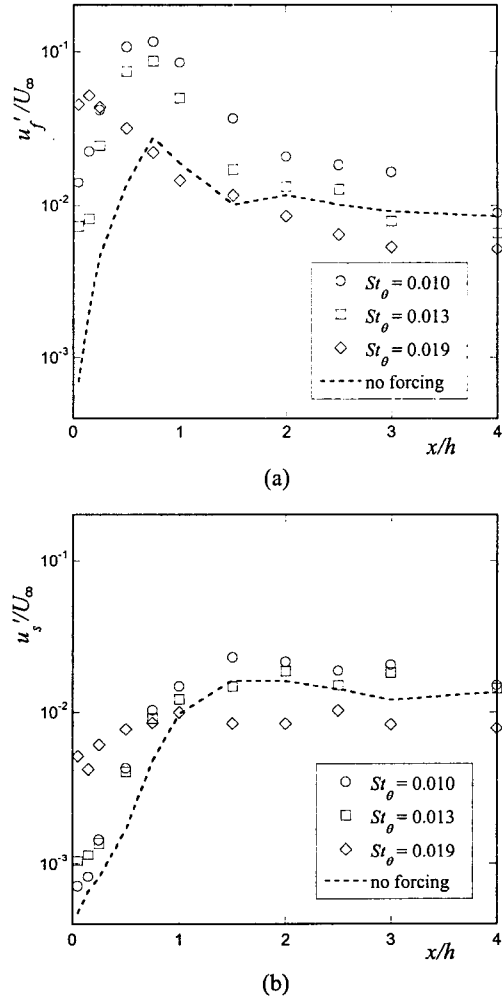 (a)
u_f'/U_∞
10^-1
10^-2
10^-3
0
1
2
3
4
x/h
St_θ = 0.010
St_θ = 0.013
St_θ = 0.019
no forcing
(a)
u_s'/U_∞
10^-1
10^-2
10^-3
0
1
2
3
4
x/h
St_θ = 0.010
St_θ = 0.013
St_θ = 0.019
no forcing
(b)